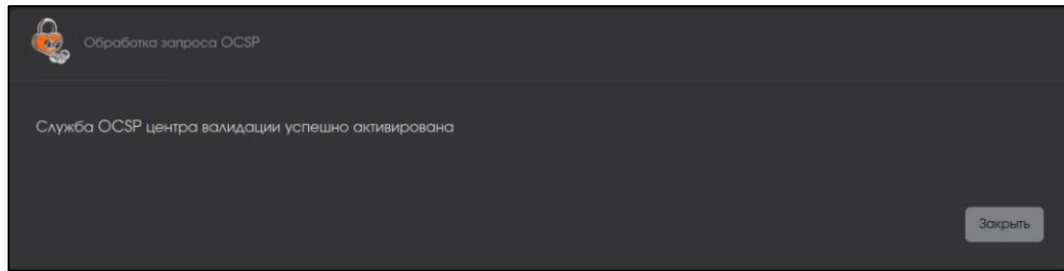 Обработка запроса OCSP
Служба OCSP центра валидации успешно активирована
Закрыть